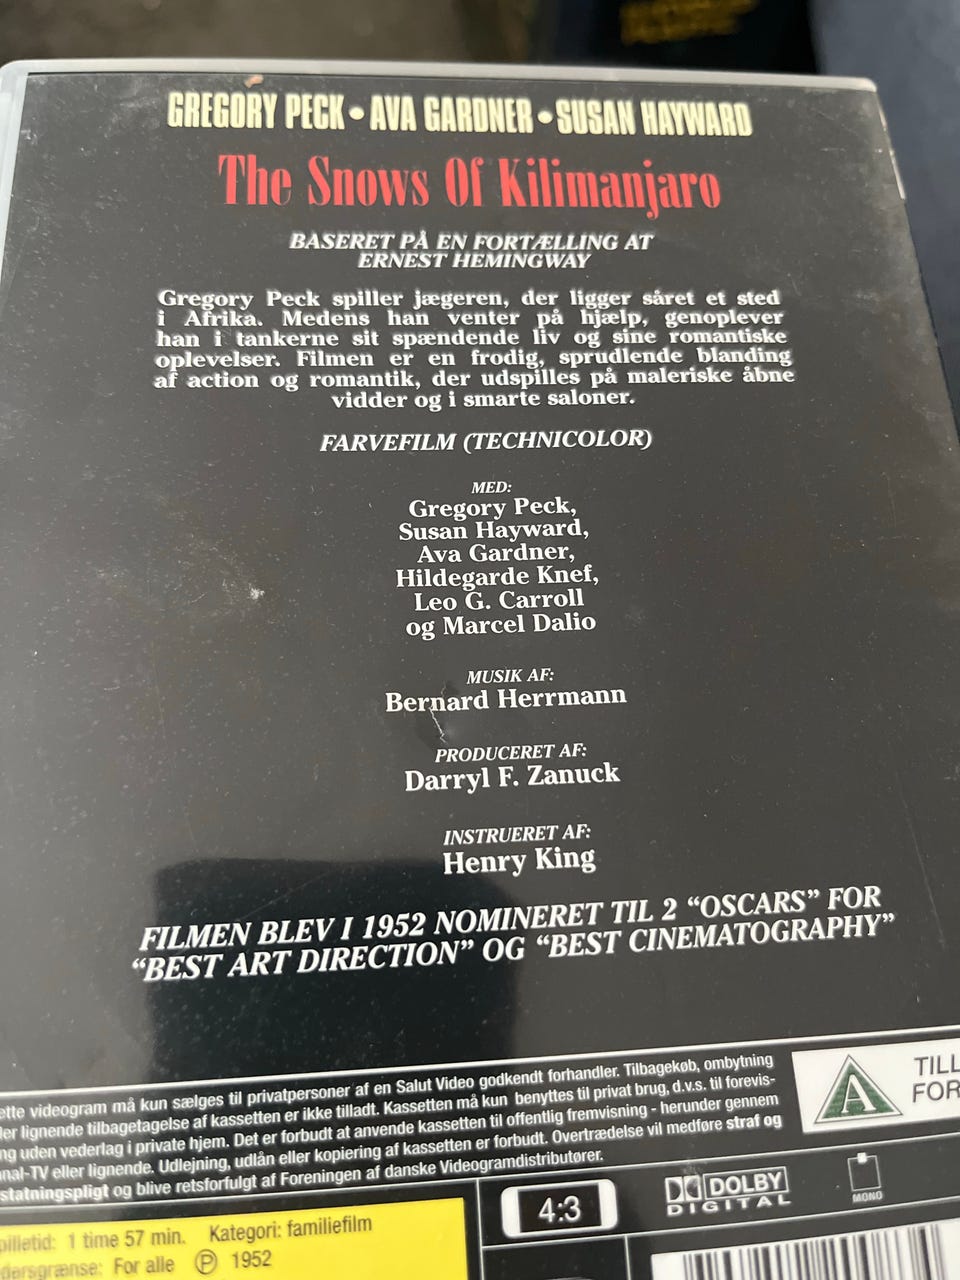 GREGORY PECK • AVA GARDNER • SUSAN HAYWARD
The Snows Of Kilimanjaro
BASERET PÅ EN FORTÆLLING AT
ERNEST HEMINGWAY
Gregory Peck spiller jægeren, der ligger såret et sted
i Afrika. Medens han venter på hjælp, genoplever
han i tankerne sit spændende liv og sine romantiske
oplevelser. Filmen er en frodig, sprudlende blanding
af action og romantik, der udspilles på maleriske åbne
vidder og i smarte saloner.
FARVEFILM (TECHNICOLOR)
MED:
Gregory Peck,
Susan Hayward,
Ava Gardner,
Hildegarde Knef,
Leo G. Carroll
og Marcel Dalio
MUSIK AF:
Bernard Herrmann
PRODUCERET AF:
Darryl F. Zanuck
INSTRUERET AF:
Henry King
FILMEN BLEV I 1952 NOMINERET TIL 2 "OSCARS" FOR
"BEST ART DIRECTION" OG "BEST CINEMATOGRAPHY"
ette videogram må kun sælges til privatpersoner af en Salut Video godkendt forhandler. Tilbagekøb, ombytning
ler lignende tilbagetagelse af kassetten er ikke tilladt. Kassetten må kun benyttes til privat brug, d.v.s. til forevis-
ng uden vederlag i private hjem. Det er forbudt at anvende kassetten til offentlig fremvisning - herunder gennem
nal-TV eller lignende. Udlejning, udlån eller kopiering af kassetten er forbudt. Overtrædelse vil medføre straf og
statningspligt og blive retsforfulgt af Foreningen af danske Videogramdistributører.
A
TILL
FOR
pilletid: 1 time 57 min. Kategori: familiefilm
dersgrænse: For alle Ⓟ 1952
4:3
DOLBY
DIGITAL
MONO